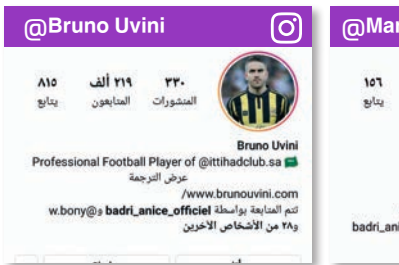 @Bruno Uvini
٣٣٠ ٢١٩ ألف ٨١٥
المنشورات المتابعون يتابع
Bruno Uvini
Professional Football Player of @ittihadclub.sa
عرض الترجمة
www.brunouvini.com/
تتم المتابعة بواسطة badri_anice_officiel و@w.bony
و٢٨ من الأشخاص الآخرين
@Mar
١٥٦
يتابع
badri_ani